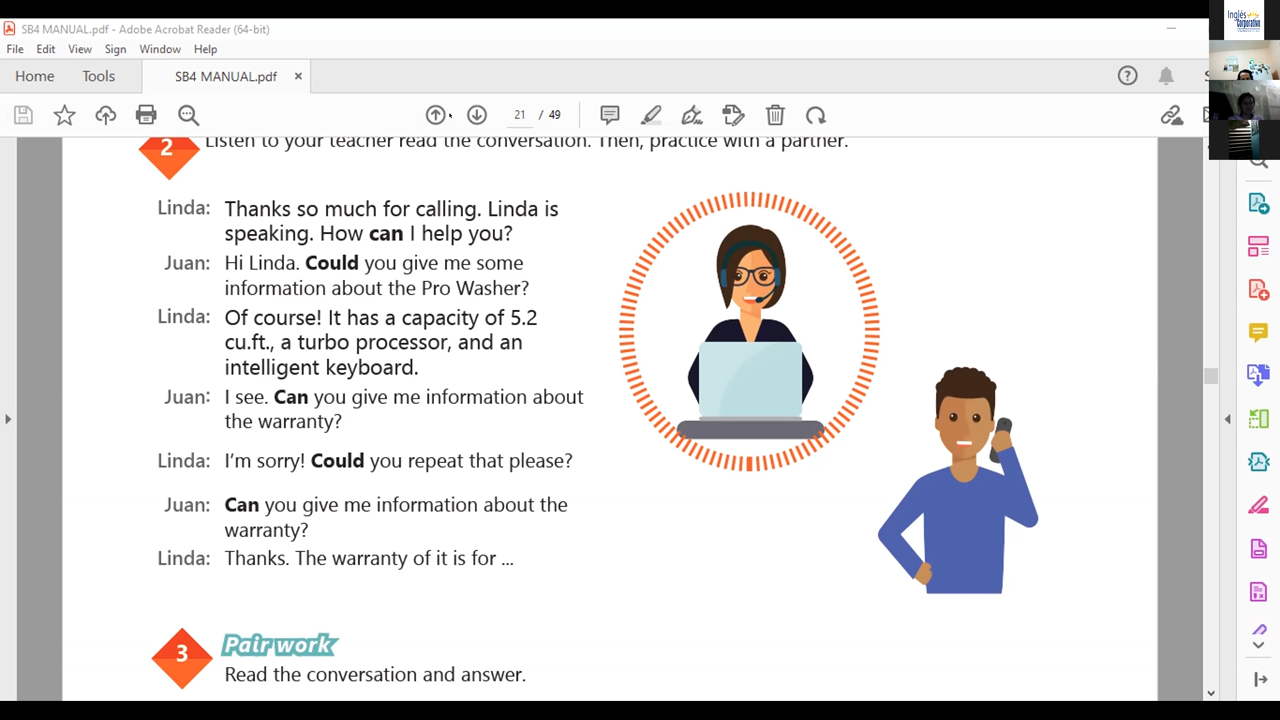 SB4 MANUAL.pdf - Adobe Acrobat Reader (64-bit)
File Edit View Sign Window Help
Home Tools SB4 MANUAL.pdf ×
21 / 49
2 Listen to your teacher read the conversation. Then, practice with a partner.
Linda: Thanks so much for calling. Linda is
speaking. How can I help you?
Juan: Hi Linda. Could you give me some
information about the Pro Washer?
Linda: Of course! It has a capacity of 5.2
cu.ft., a turbo processor, and an
intelligent keyboard.
Juan: I see. Can you give me information about
the warranty?
Linda: I'm sorry! Could you repeat that please?
Juan: Can you give me information about the
warranty?
Linda: Thanks. The warranty of it is for ...
3 Pair work
Read the conversation and answer.
Inglés
Corporativo